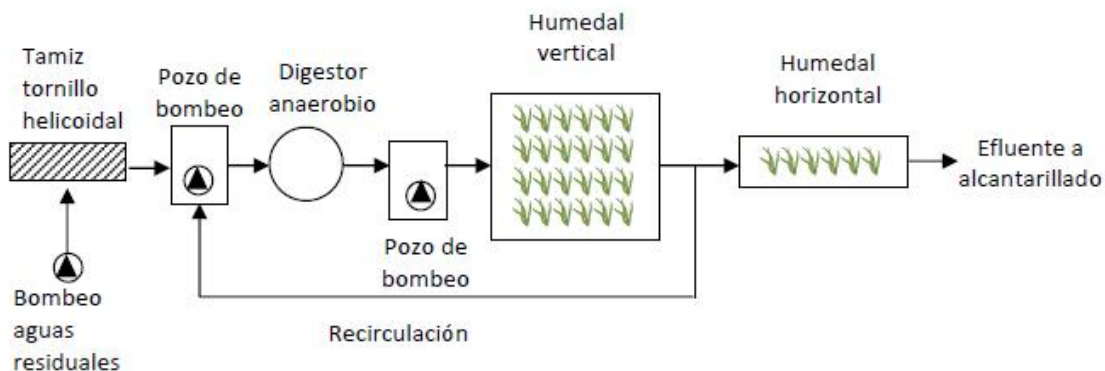 Tamiz
tornillo
helicoidal
Pozo de
bombeo
Digestor
anaerobio
Humedal
vertical
Humedal
horizontal
Efluente a
alcantarillado
Pozo de
bombeo
Bombeo
aguas
residuales
Recirculación